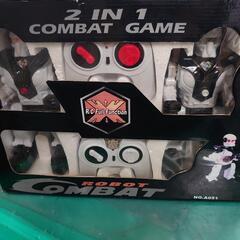 2 IN 1
COMBAT GAME
R/C Full Function
ROBOT
COMBAT
NO.A021